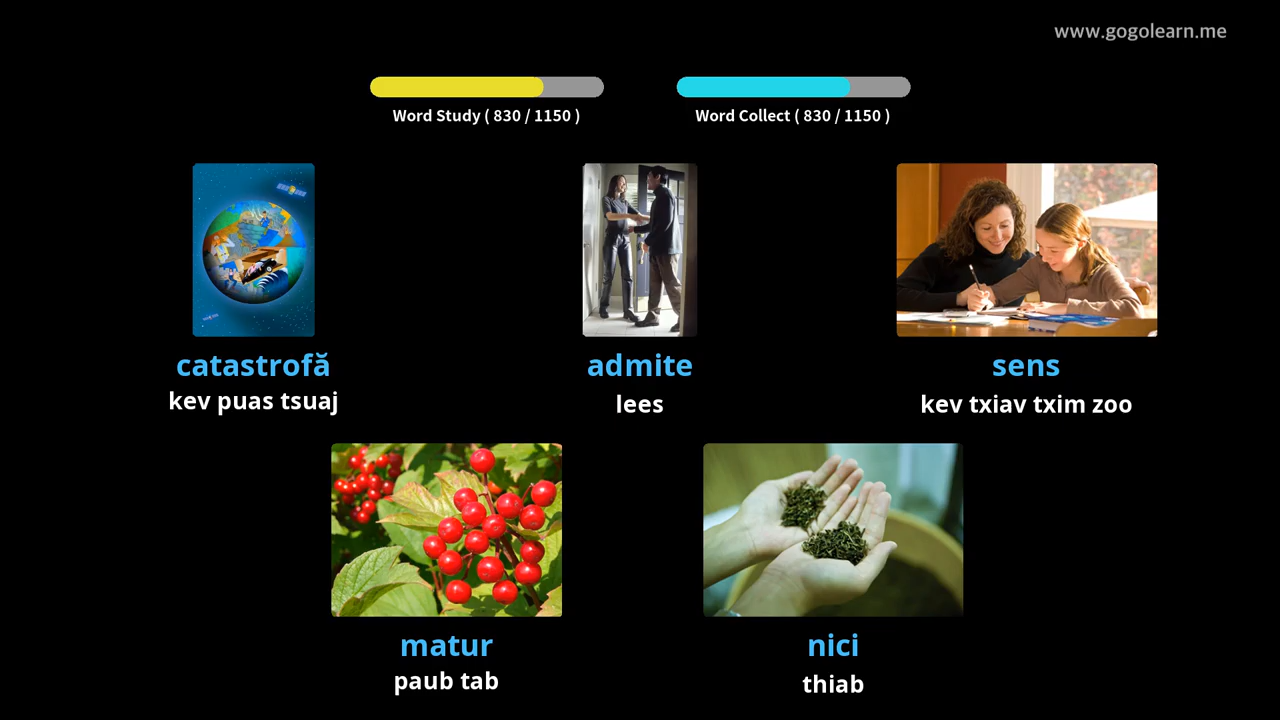 www.gogolearn.me
Word Study ( 830 / 1150 )
Word Collect ( 830 / 1150 )
catastrofă
kev puas tsuaj
admite
lees
sens
kev txiav txim zoo
matur
paub tab
nici
thiab